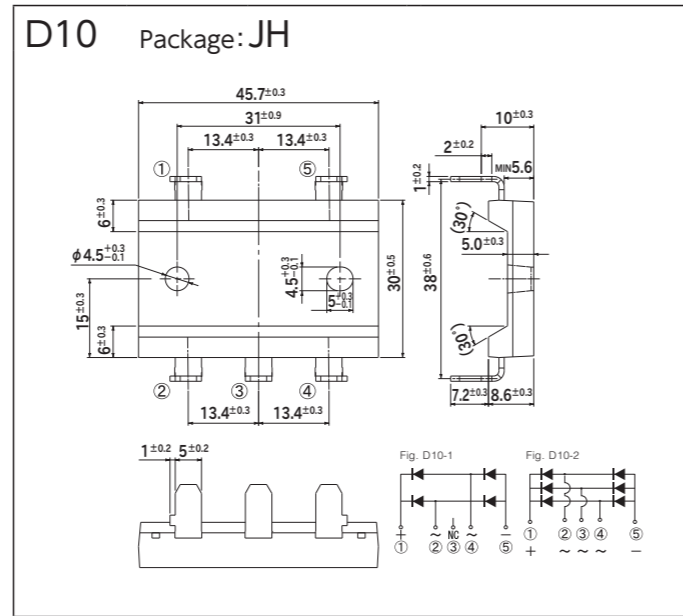 D10 Package: JH
45.7±0.3
31±0.9
13.4±0.3 13.4±0.3
① ⑤
6±0.3
φ4.5+0.3 -0.1
15±0.3
6±0.3
4.5+0.3 -0.1
5+0.3 -0.1
30±0.5
② ③ ④
13.4±0.3 13.4±0.3
10±0.3
2±0.2
MIN5.6
1±0.2
(30°)
5.0±0.3
38±0.6
(30°)
7.2±0.3 8.6±0.3
1±0.2 5±0.2
Fig. D10-1
+ ~ NC ~ −
① ② ③ ④ ⑤
Fig. D10-2
① ② ③ ④ ⑤
+ ~ ~ ~ −